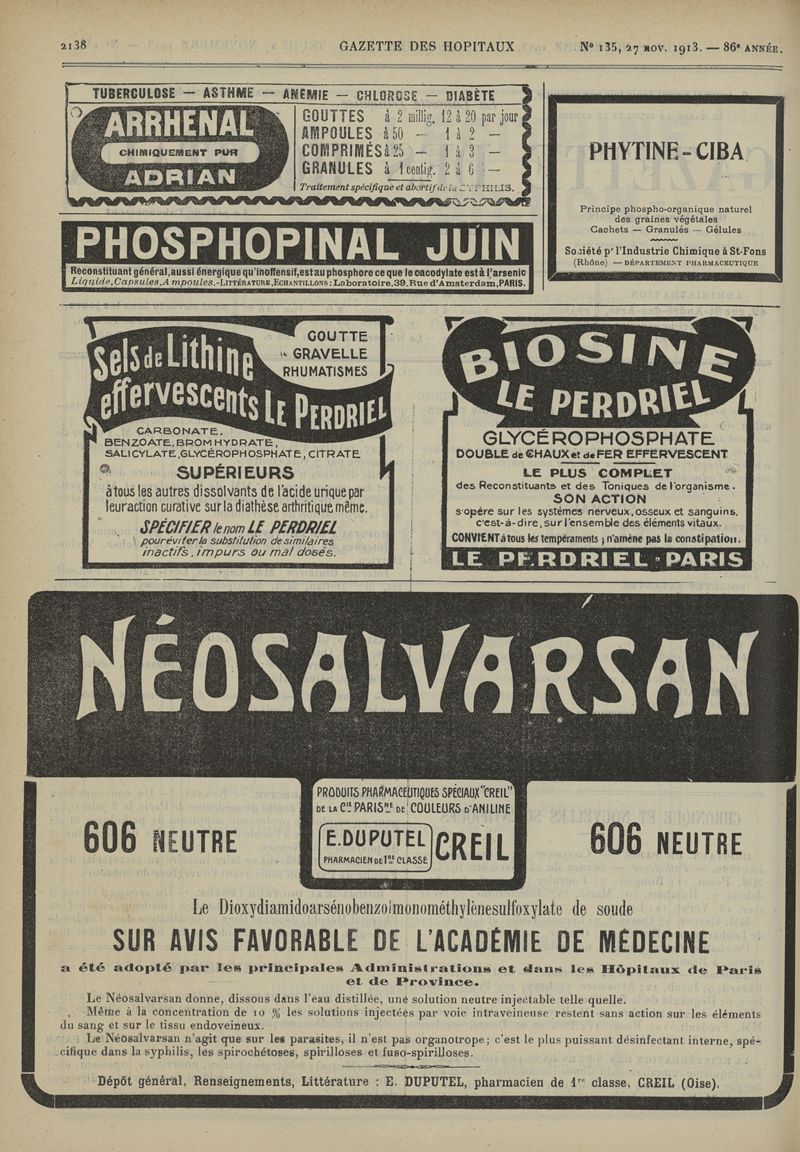 2138
GAZETTE DES HOPITAUX
Nº 135, 27 NOV. 1913. — 86e ANNÉE.
TUBERCULOSE — ASTHME — ANEMIE — CHLOROSE — DIABÈTE
ARRHENAL
CHIMIQUEMENT PUR
ADRIAN
GOUTTES à 2 millig. 12 à 20 par jour
AMPOULES à 50 — 1 à 2 —
COMPRIMÉS à 25 — 1 à 3 —
GRANULES à 1 centig. 2 à 6 —
Traitement spécifique et abortif de la SYPHILIS.
PHYTINE-CIBA
Principe phospho-organique naturel
des graines végétales
Cachets — Granulés — Gélules
Société pr l'Industrie Chimique à St-Fons
(Rhône) — DÉPARTEMENT PHARMACEUTIQUE
PHOSPHOPINAL JUIN
Reconstituant général, aussi énergique qu'inoffensif, est au phosphore ce que le cacodylate est à l'arsenic
Liquide, Capsules, Ampoules.-LITTÉRATURE, ECHANTILLONS: Laboratoire, 39, Rue d'Amsterdam, PARIS.
Sels de Lithine
effervescents LE PERDRIEL
GOUTTE
GRAVELLE
RHUMATISMES
CARBONATE,
BENZOATE, BROMHYDRATE,
SALICYLATE, GLYCÉROPHOSPHATE, CITRATE
SUPÉRIEURS
à tous les autres dissolvants de l'acide urique par
leur action curative sur la diathèse arthritique même.
SPÉCIFIER le nom LE PERDRIEL
pour éviter la substitution de similaires
inactifs, impurs ou mal dosés.
BIOSINE
LE PERDRIEL
GLYCÉROPHOSPHATE
DOUBLE de CHAUX et de FER EFFERVESCENT
LE PLUS COMPLET
des Reconstituants et des Toniques de l'organisme.
SON ACTION
s'opère sur les systèmes nerveux, osseux et sanguins,
c'est-à-dire, sur l'ensemble des éléments vitaux.
CONVIENT à tous les tempéraments ; n'amène pas la constipation.
LE PERDRIEL - PARIS
NÉOSALVARSAN
PRODUITS PHARMACEUTIQUES SPÉCIAUX "CREIL"
DE LA Cie PARISNE DE COULEURS D'ANILINE
E. DUPUTEL
PHARMACIEN DE 1RE CLASSE
CREIL
606 NEUTRE
606 NEUTRE
Le Dioxydiamidoarsénobenzolmonométhylènesulfoxylate de soude
SUR AVIS FAVORABLE DE L'ACADÉMIE DE MÉDECINE
a été adopté par les principales Administrations et dans les Hôpitaux de Paris
et de Province.
Le Néosalvarsan donne, dissous dans l'eau distillée, une solution neutre injectable telle quelle.
Même à la concentration de 10 % les solutions injectées par voie intraveineuse restent sans action sur les éléments
du sang et sur le tissu endoveineux.
Le Néosalvarsan n'agit que sur les parasites, il n'est pas organotrope; c'est le plus puissant désinfectant interne, spé-
cifique dans la syphilis, les spirochétoses, spirilloses et fuso-spirilloses.
Dépôt général, Renseignements, Littérature : E. DUPUTEL, pharmacien de 1re classe, CREIL (Oise).